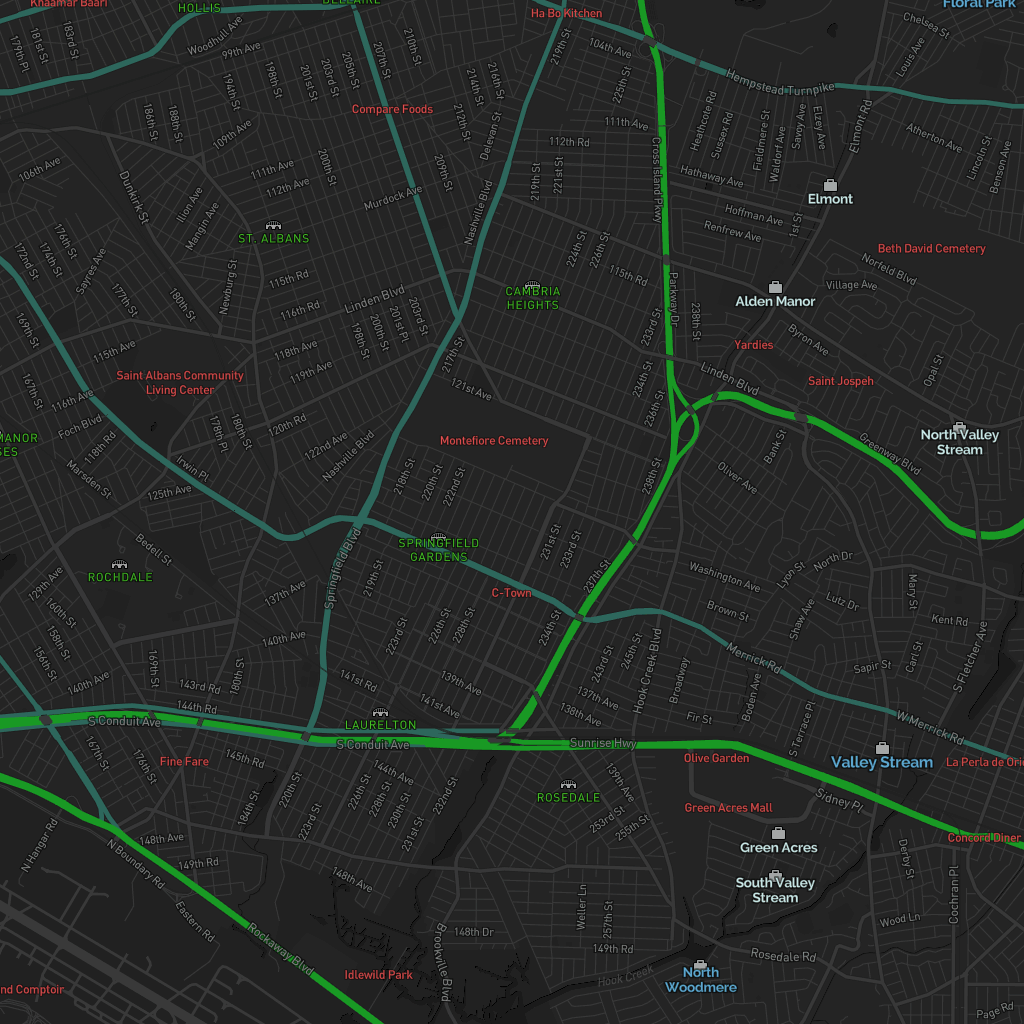 Khaamar Baari
HOLLIS
BELLAIRE
Ha Bo Kitchen
Floral Park
Chelsea St
Louis Ave
183rd St
181st St
179th Pl
Woodhull Ave
99th Ave
207th St
210th St
205th St
203rd St
201st St
198th St
194th St
219th St
104th Ave
216th St
214th St
212th St
225th St
Hempstead Turnpike
Compare Foods
186th St
188th St
109th Ave
Delevan St
111th Ave
112th Rd
Heathcote Rd
Sussex Rd
Fieldmere St
Waldorf Ave
Savoy Ave
Elzey Ave
Elmont Rd
Atherton Ave
Lincoln St
Benson Ave
106th Ave
Dunkirk St
111th Ave
112th Ave
200th St
209th St
219th St
221st St
Cross Island Pkwy
Hathaway Ave
Elmont
Ilion Ave
Mangin Ave
Murdock Ave
Nashville Blvd
Hoffman Ave
Renfrew Ave
1st St
ST. ALBANS
174th St
174th St
172nd St
Sayres Ave
224th St
226th St
Beth David Cemetery
Norfeld Blvd
Village Ave
177th St
180th St
Newburg St
115th Rd
116th Rd
Linden Blvd
203rd St
201st Pl
200th St
198th St
CAMBRIA
HEIGHTS
115th Rd
Parkway Dr
238th St
233rd St
Alden Manor
169th St
115th Ave
118th Ave
119th Ave
217th St
Yardies
Byron Ave
Opal St
167th St
Saint Albans Community
Living Center
116th Ave
121st Ave
234th St
236th St
Linden Blvd
Saint Jospeh
Foch Blvd
118th Rd
178th Pl
180th St
120th Rd
122nd Ave
Nashville Blvd
Montefiore Cemetery
Bank St
Greenway Blvd
North Valley
Stream
MANOR
Marsden St
Irwin Pl
125th Ave
218th St
220th St
222nd St
238th St
Oliver Ave
Bedell St
ROCHDALE
SPRINGFIELD
GARDENS
231st St
233rd St
129th Ave
160th St
158th St
156th St
137th Ave
Springfield Blvd
219th St
C-Town
237th St
Washington Ave
Lyon St
North Dr
Mary St
226th St
228th St
Brown St
Shaw Ave
Lutz Dr
Kent Rd
140th Ave
223rd St
234th St
Hook Creek Blvd
245th St
243rd St
Merrick Rd
Carl St
Sapir St
S Fletcher Ave
169th St
180th St
140th Ave
143rd Rd
144th Rd
141st Rd
139th Ave
141st Ave
137th Ave
138th Ave
Broadway
Boden Ave
Fir St
S Terrace Pl
W Merrick Rd
S Conduit Ave
LAURELTON
S Conduit Ave
Sunrise Hwy
Valley Stream
La Perla de Ori
167th St
176th St
Fine Fare
145th Rd
144th Ave
Olive Garden
184th St
220th St
223rd St
226th St
228th St
230th St
231st St
232nd St
ROSEDALE
139th Ave
253rd St
255th St
Green Acres Mall
Sidney Pl
N Hangar Rd
N Boundary Rd
148th Ave
149th Rd
Green Acres
Concord Diner
Derby St
148th Ave
South Valley
Stream
Cochran Pl
Eastern Rd
Weller Ln
257th St
Wood Ln
Rockaway Blvd
Brookville Blvd
148th Dr
149th Rd
Rosedale Rd
Idlewild Park
Hook Creek
North
Woodmere
nd Comptoir
Page Rd